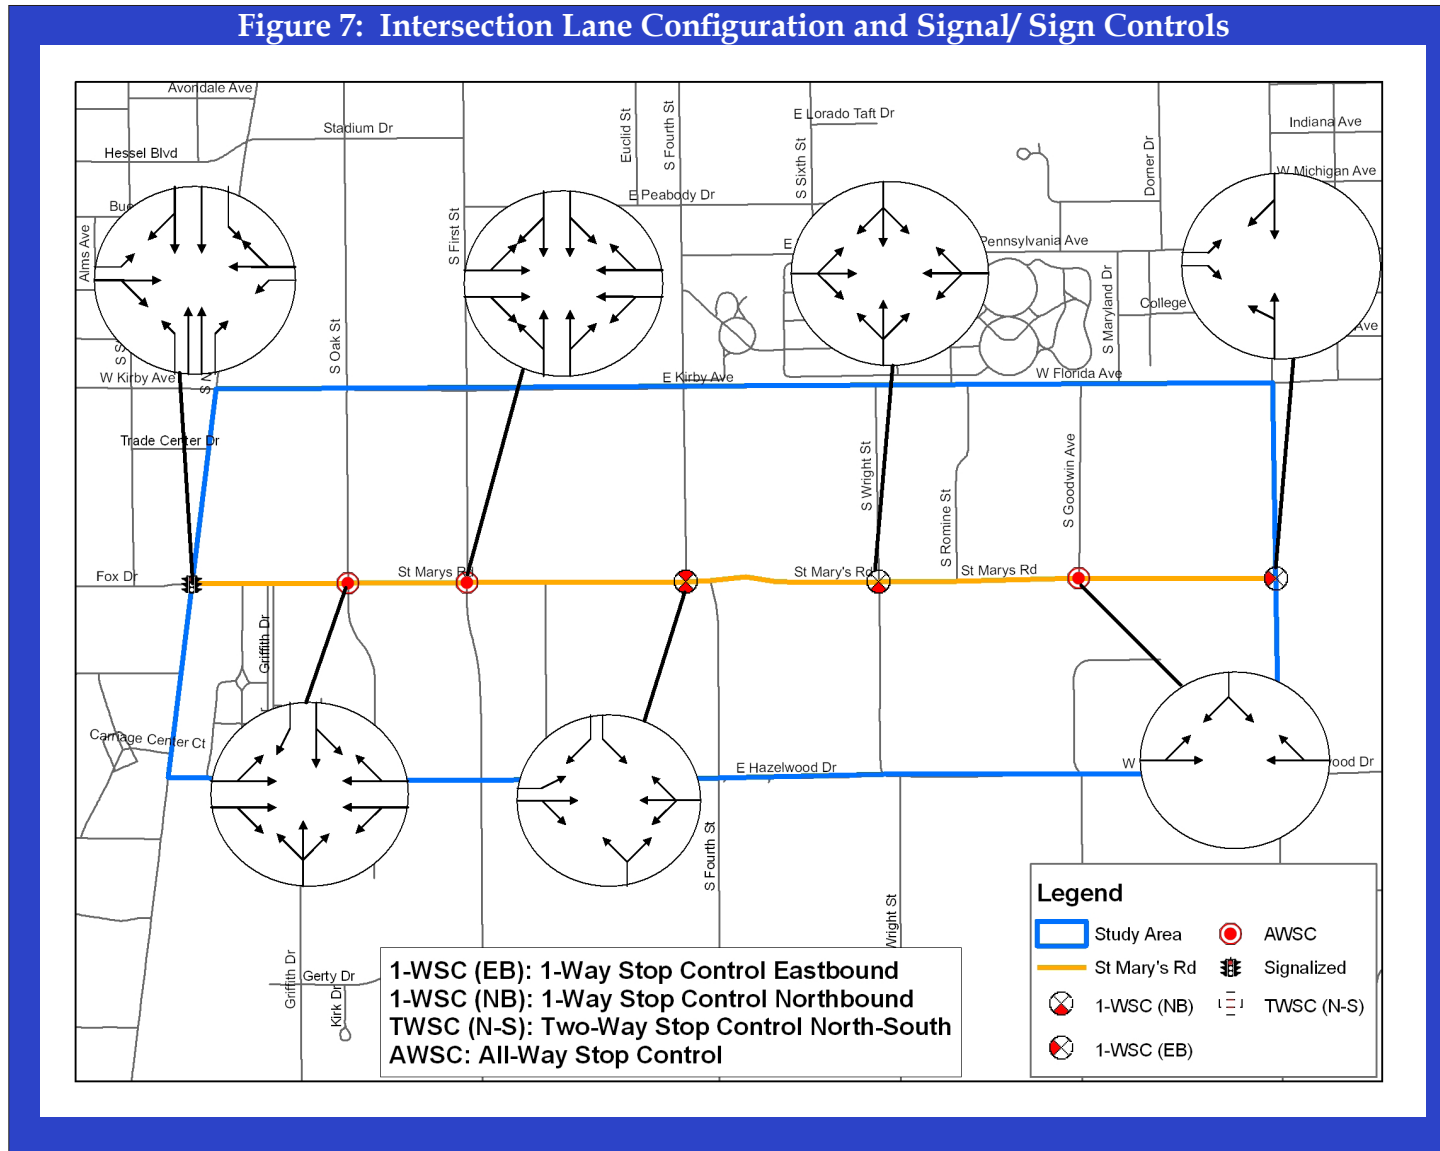 Figure 7: Intersection Lane Configuration and Signal/ Sign Controls
Avondale Ave
Stadium Dr
Hessel Blvd
E Lorado Taft Dr
Indiana Ave
W Michigan Ave
Euclid St
S Fourth St
S Sixth St
Dorner Dr
E Peabody Dr
S First St
Alms Ave
Pennsylvania Ave
E
S Maryland Dr
College
Ave
S Oak St
W Kirby Ave
E Kirby Ave
W Florida Ave
Trade Center Dr
S Wright St
S Romine St
S Goodwin Ave
Fox Dr
St Marys Rd
St Mary's Rd
St Marys Rd
Griffith Dr
Carriage Center Ct
E Hazelwood Dr
W
ood Dr
S Fourth St
Wright St
Griffith Dr
Gerty Dr
Kirk Dr
1-WSC (EB): 1-Way Stop Control Eastbound
1-WSC (NB): 1-Way Stop Control Northbound
TWSC (N-S): Two-Way Stop Control North-South
AWSC: All-Way Stop Control
Legend
Study Area
AWSC
St Mary's Rd
Signalized
1-WSC (NB)
TWSC (N-S)
1-WSC (EB)